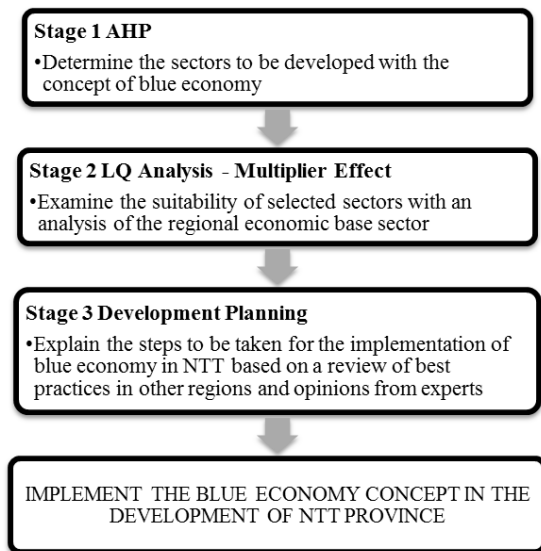 Stage 1 AHP
•Determine the sectors to be developed with the
concept of blue economy
Stage 2 LQ Analysis - Multiplier Effect
•Examine the suitability of selected sectors with an
analysis of the regional economic base sector
Stage 3 Development Planning
•Explain the steps to be taken for the implementation of
blue economy in NTT based on a review of best
practices in other regions and opinions from experts
IMPLEMENT THE BLUE ECONOMY CONCEPT IN THE
DEVELOPMENT OF NTT PROVINCE